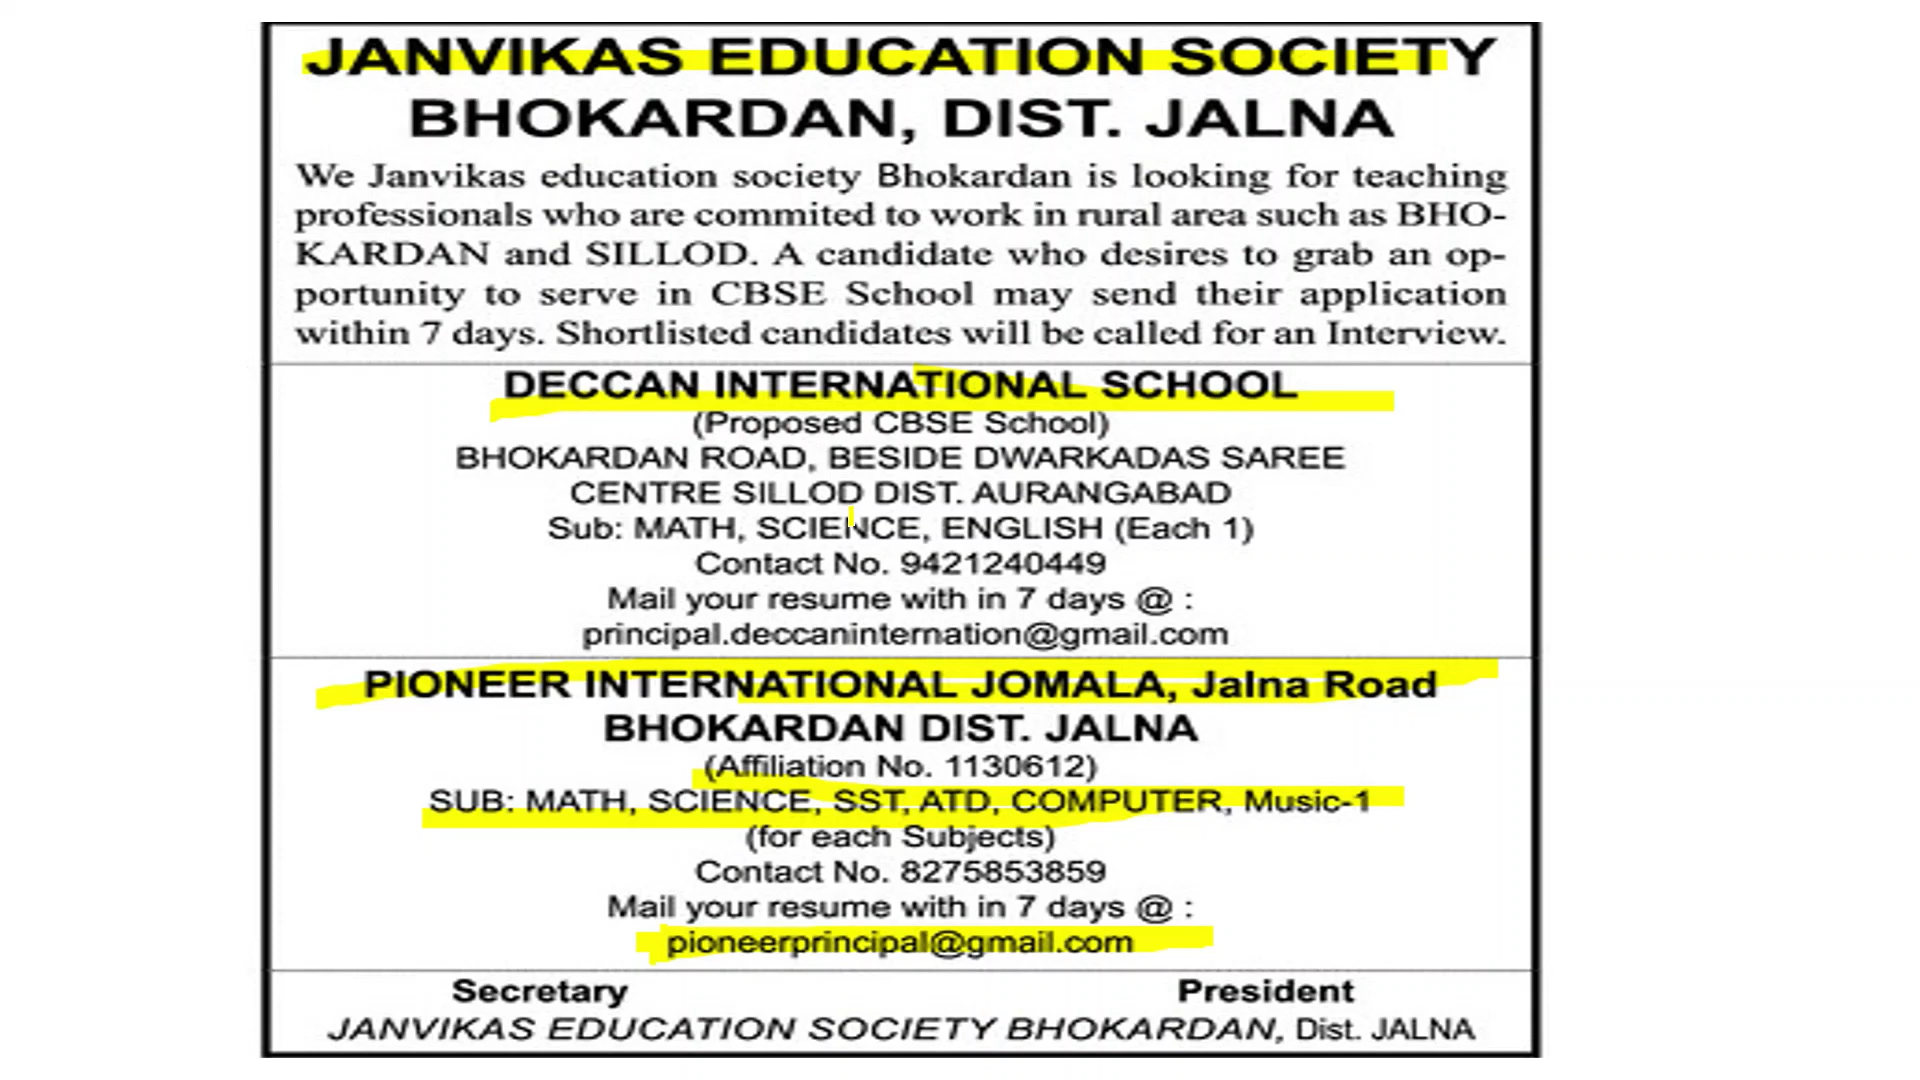 JANVIKAS EDUCATION SOCIETY
BHOKARDAN, DIST. JALNA
We Janvikas education society Bhokardan is looking for teaching
professionals who are commited to work in rural area such as BHO-
KARDAN and SILLOD. A candidate who desires to grab an op-
portunity to serve in CBSE School may send their application
within 7 days. Shortlisted candidates will be called for an Interview.
DECCAN INTERNATIONAL SCHOOL
(Proposed CBSE School)
BHOKARDAN ROAD, BESIDE DWARKADAS SAREE
CENTRE SILLOD DIST. AURANGABAD
Sub: MATH, SCIENCE, ENGLISH (Each 1)
Contact No. 9421240449
Mail your resume with in 7 days @ :
principal.deccaninternation@gmail.com
PIONEER INTERNATIONAL JOMALA, Jalna Road
BHOKARDAN DIST. JALNA
(Affiliation No. 1130612)
SUB: MATH, SCIENCE, SST, ATD, COMPUTER, Music-1
(for each Subjects)
Contact No. 8275853859
Mail your resume with in 7 days @ :
pioneerprincipal@gmail.com
Secretary President
JANVIKAS EDUCATION SOCIETY BHOKARDAN, Dist. JALNA